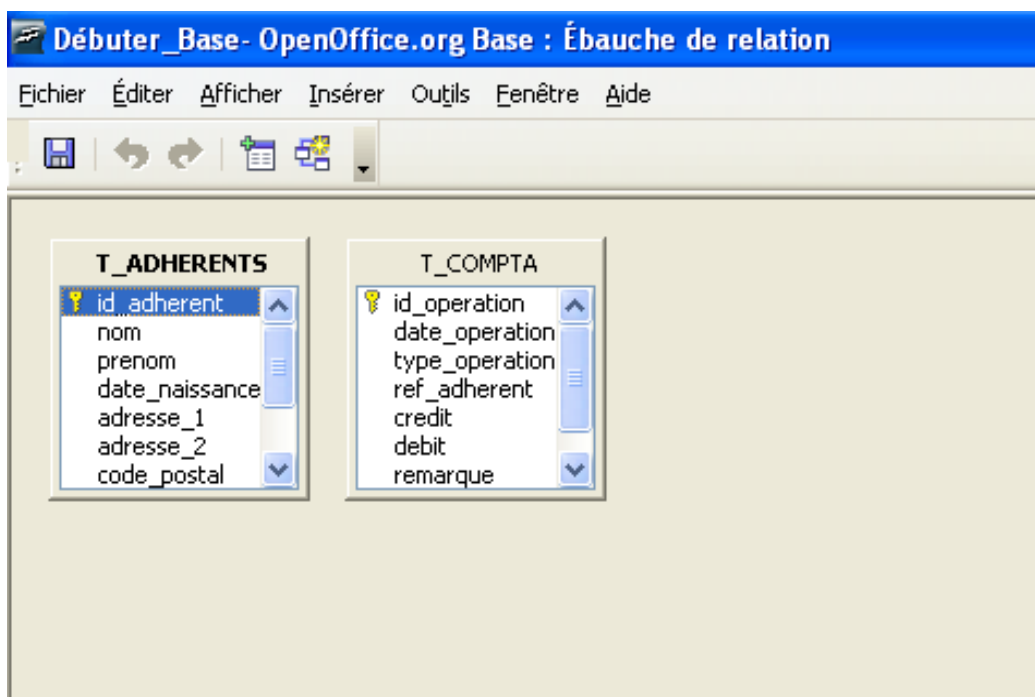 Débuter_Base- OpenOffice.org Base : Ébauche de relation
Fichier Éditer Afficher Insérer Outils Fenêtre Aide
T_ADHERENTS
id_adherent
nom
prenom
date_naissance
adresse_1
adresse_2
code_postal
T_COMPTA
id_operation
date_operation
type_operation
ref_adherent
credit
debit
remarque